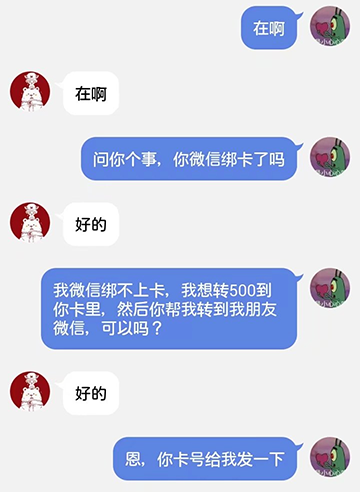 在啊
在啊
问你个事，你微信绑卡了吗
好的
我微信绑不上卡，我想转500到
你卡里，然后你帮我转到我朋友
微信，可以吗？
好的
恩，你卡号给我发一下